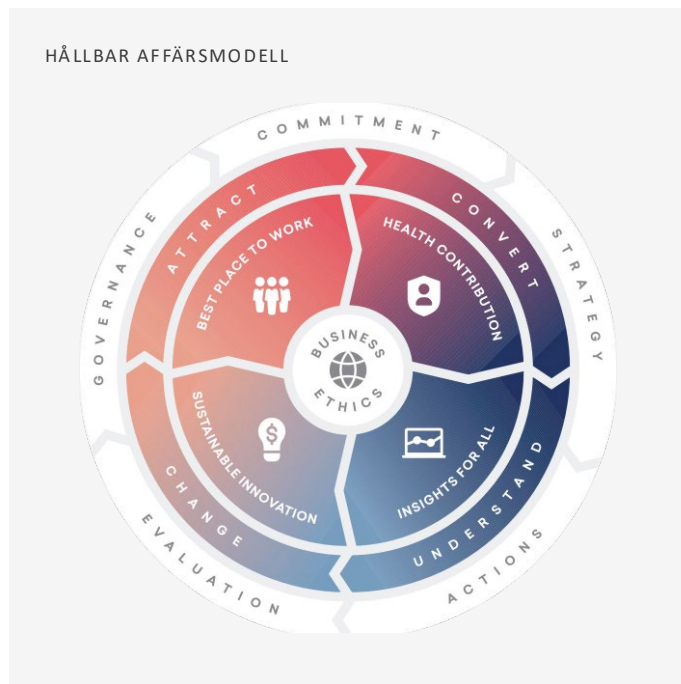 HÅLLBAR AFFÄRSMODELL
COMMITMENT
STRATEGY
ACTIONS
EVALUATION
GOVERNANCE
ATTRACT
CONVERT
UNDERSTAND
CHANGE
BEST PLACE TO WORK
HEALTH CONTRIBUTION
INSIGHTS FOR ALL
SUSTAINABLE INNOVATION
$
BUSINESS
ETHICS